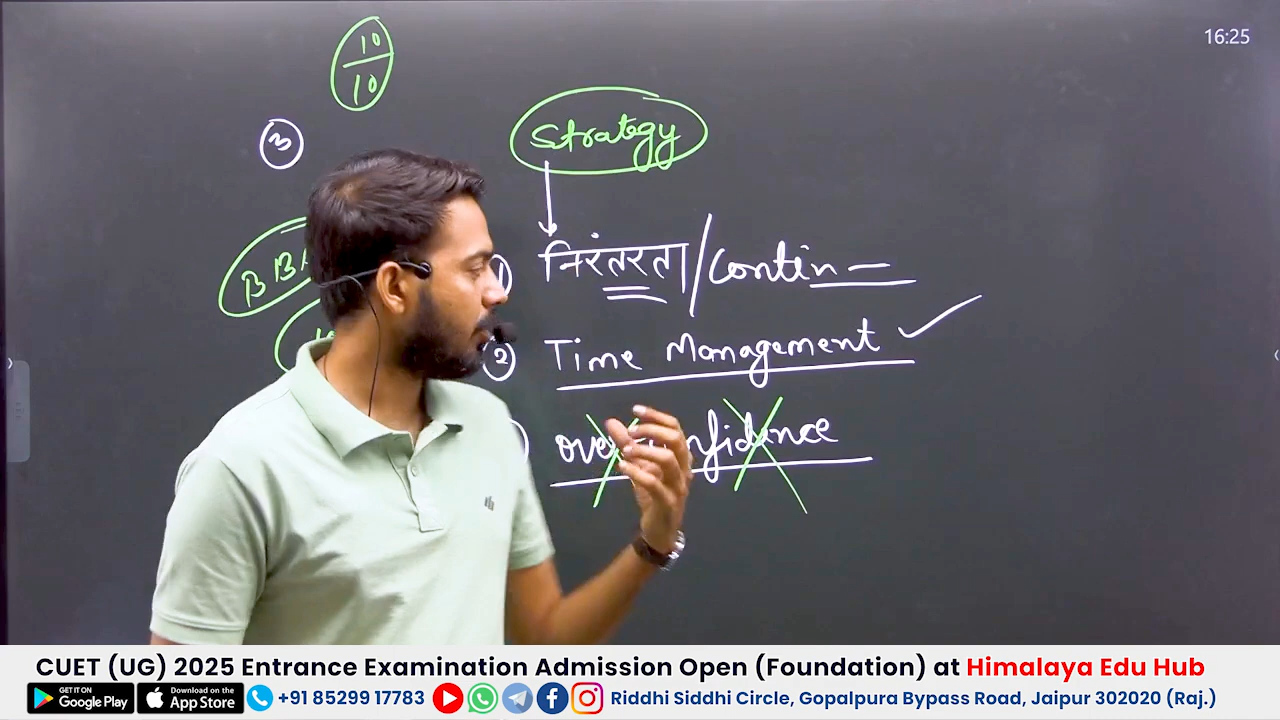 16:25
10
10
3
Strategy
1 निरंतरता/Contin—
2 Time Management ✓
BB
CUET (UG) 2025 Entrance Examination Admission Open (Foundation) at Himalaya Edu Hub
GET IT ON Google Play Download on the App Store +91 85299 17783 Riddhi Siddhi Circle, Gopalpura Bypass Road, Jaipur 302020 (Raj.)